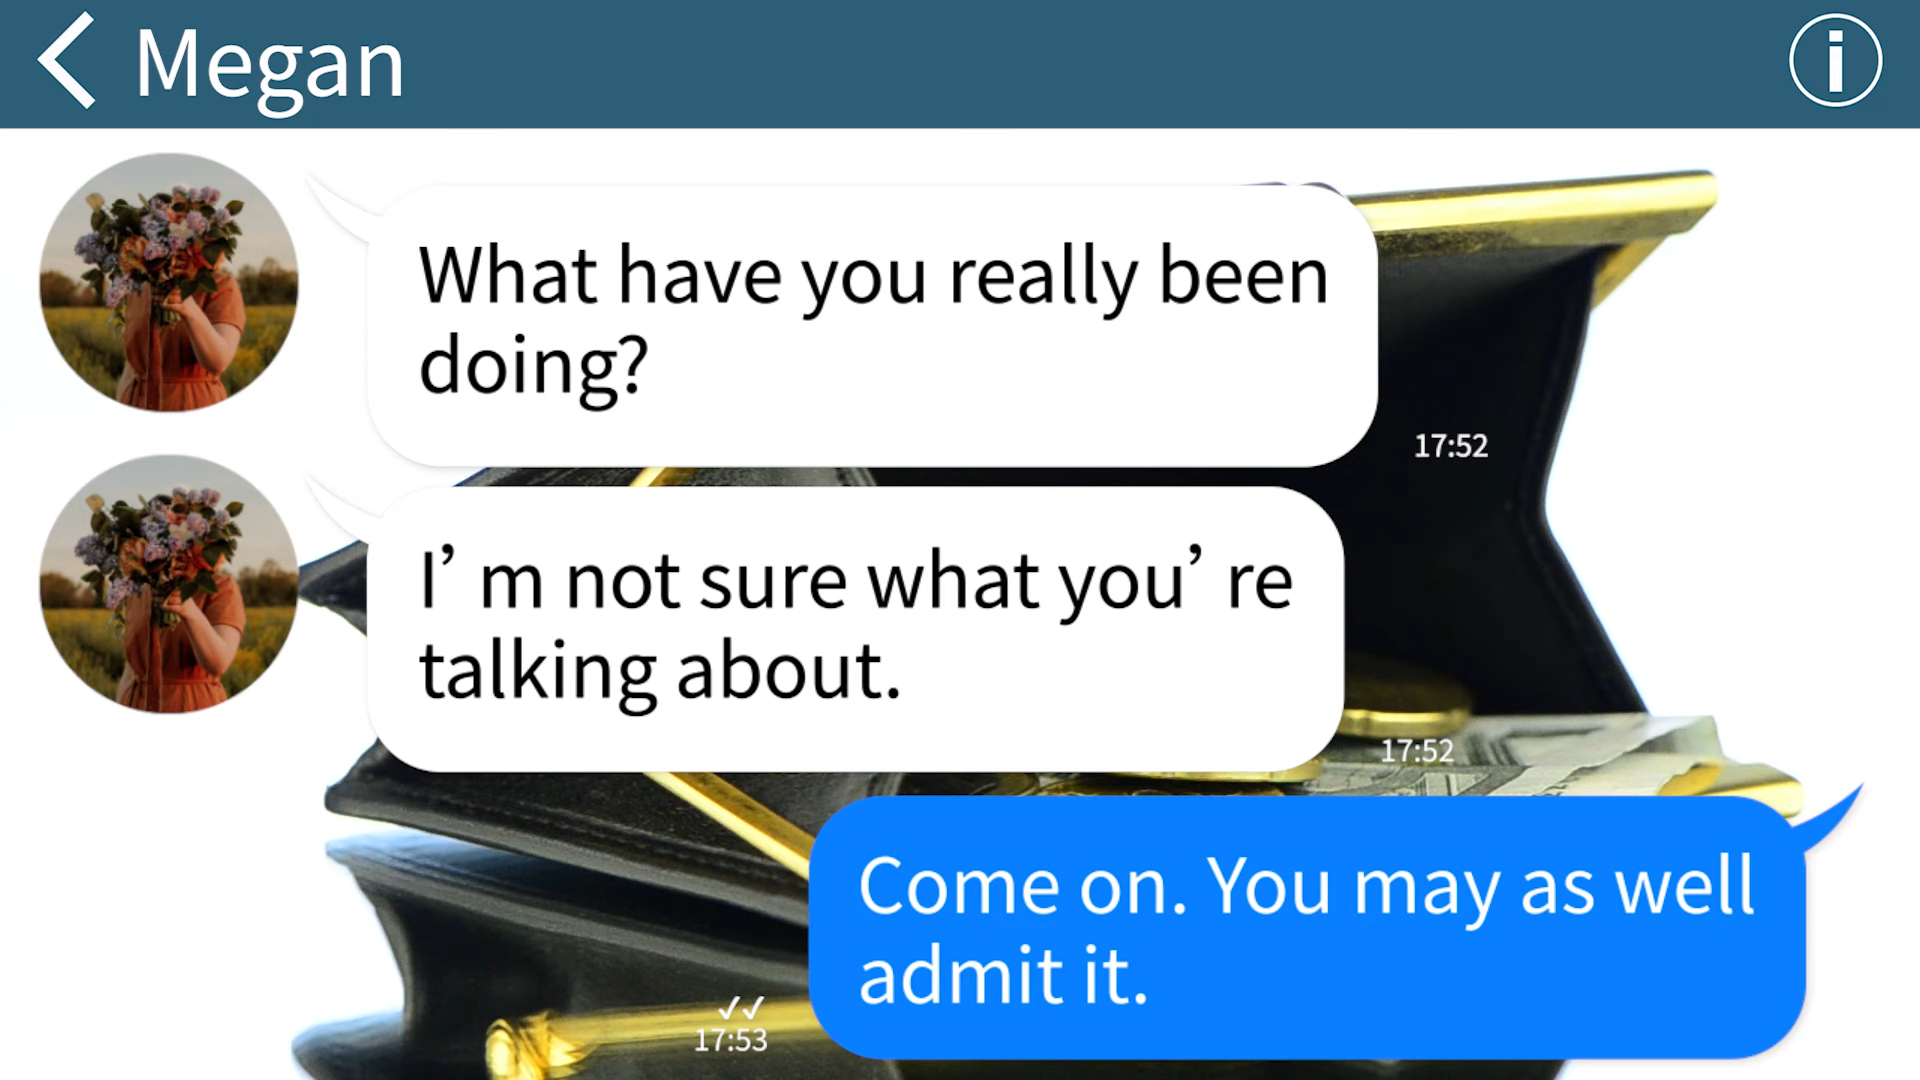 Megan
What have you really been
doing?
17:52
I’ m not sure what you’ re
talking about.
17:52
Come on. You may as well
admit it.
✓✓
17:53